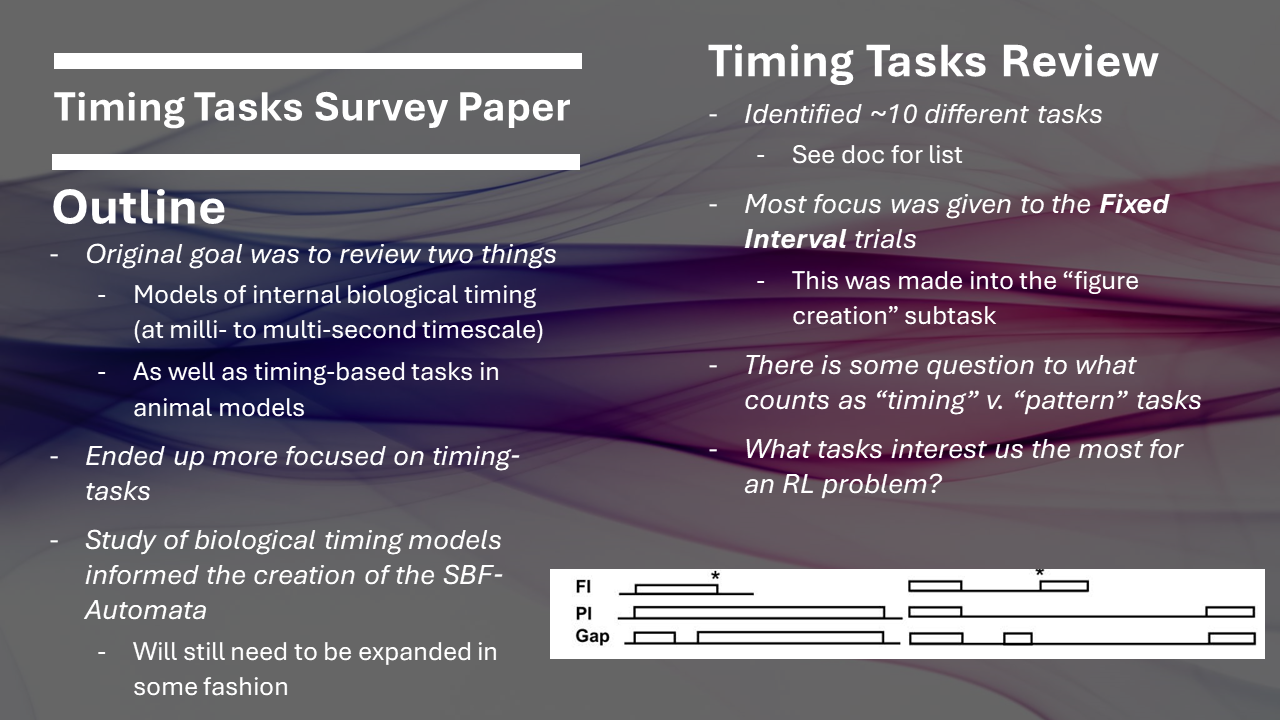 Timing Tasks Survey Paper
Outline
- Original goal was to review two things
- Models of internal biological timing
(at milli- to multi-second timescale)
- As well as timing-based tasks in
animal models
- Ended up more focused on timing-
tasks
- Study of biological timing models
informed the creation of the SBF-
Automata
- Will still need to be expanded in
some fashion
Timing Tasks Review
- Identified ~10 different tasks
- See doc for list
- Most focus was given to the Fixed
Interval trials
- This was made into the “figure
creation” subtask
- There is some question to what
counts as “timing” v. “pattern” tasks
- What tasks interest us the most for
an RL problem?
* *
FI
PI
Gap